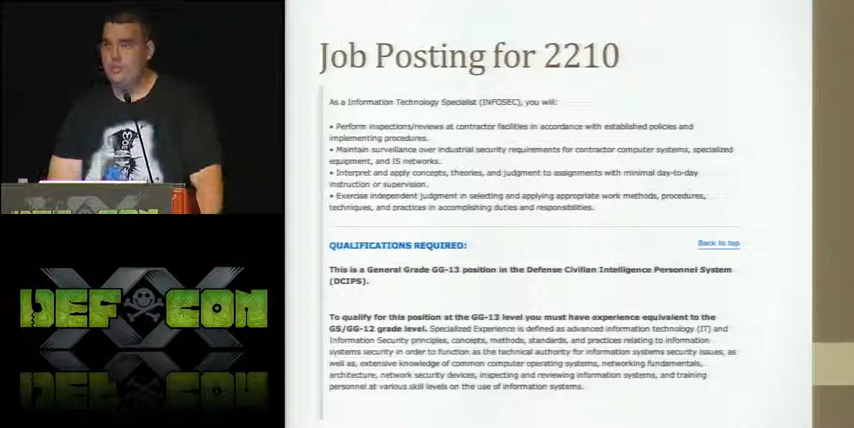 Job Posting for 2210
As a Information Technology Specialist (INFOSEC), you will:
• Perform inspections/reviews at contractor facilities in accordance with established policies and
implementing procedures.
• Maintain surveillance over industrial security requirements for contractor computer systems, specialized
equipment, and IS networks.
• Interpret and apply concepts, theories, and judgment to assignments with minimal day-to-day
instruction or supervision.
• Exercise independent judgment in selecting and applying appropriate work methods, procedures,
techniques, and practices in accomplishing duties and responsibilities.
QUALIFICATIONS REQUIRED:
Back to top
This is a General Grade GG-13 position in the Defense Civilian Intelligence Personnel System
(DCIPS).
To qualify for this position at the GG-13 level you must have experience equivalent to the
GS/GG-12 grade level. Specialized Experience is defined as advanced information technology (IT) and
Information Security principles, concepts, methods, standards, and practices relating to information
systems security in order to function as the technical authority for information systems security issues, as
well as, extensive knowledge of common computer operating systems, networking fundamentals,
architecture, network security devices, inspecting and reviewing information systems, and training
personnel at various skill levels on the use of information systems.
DEF CON
XX